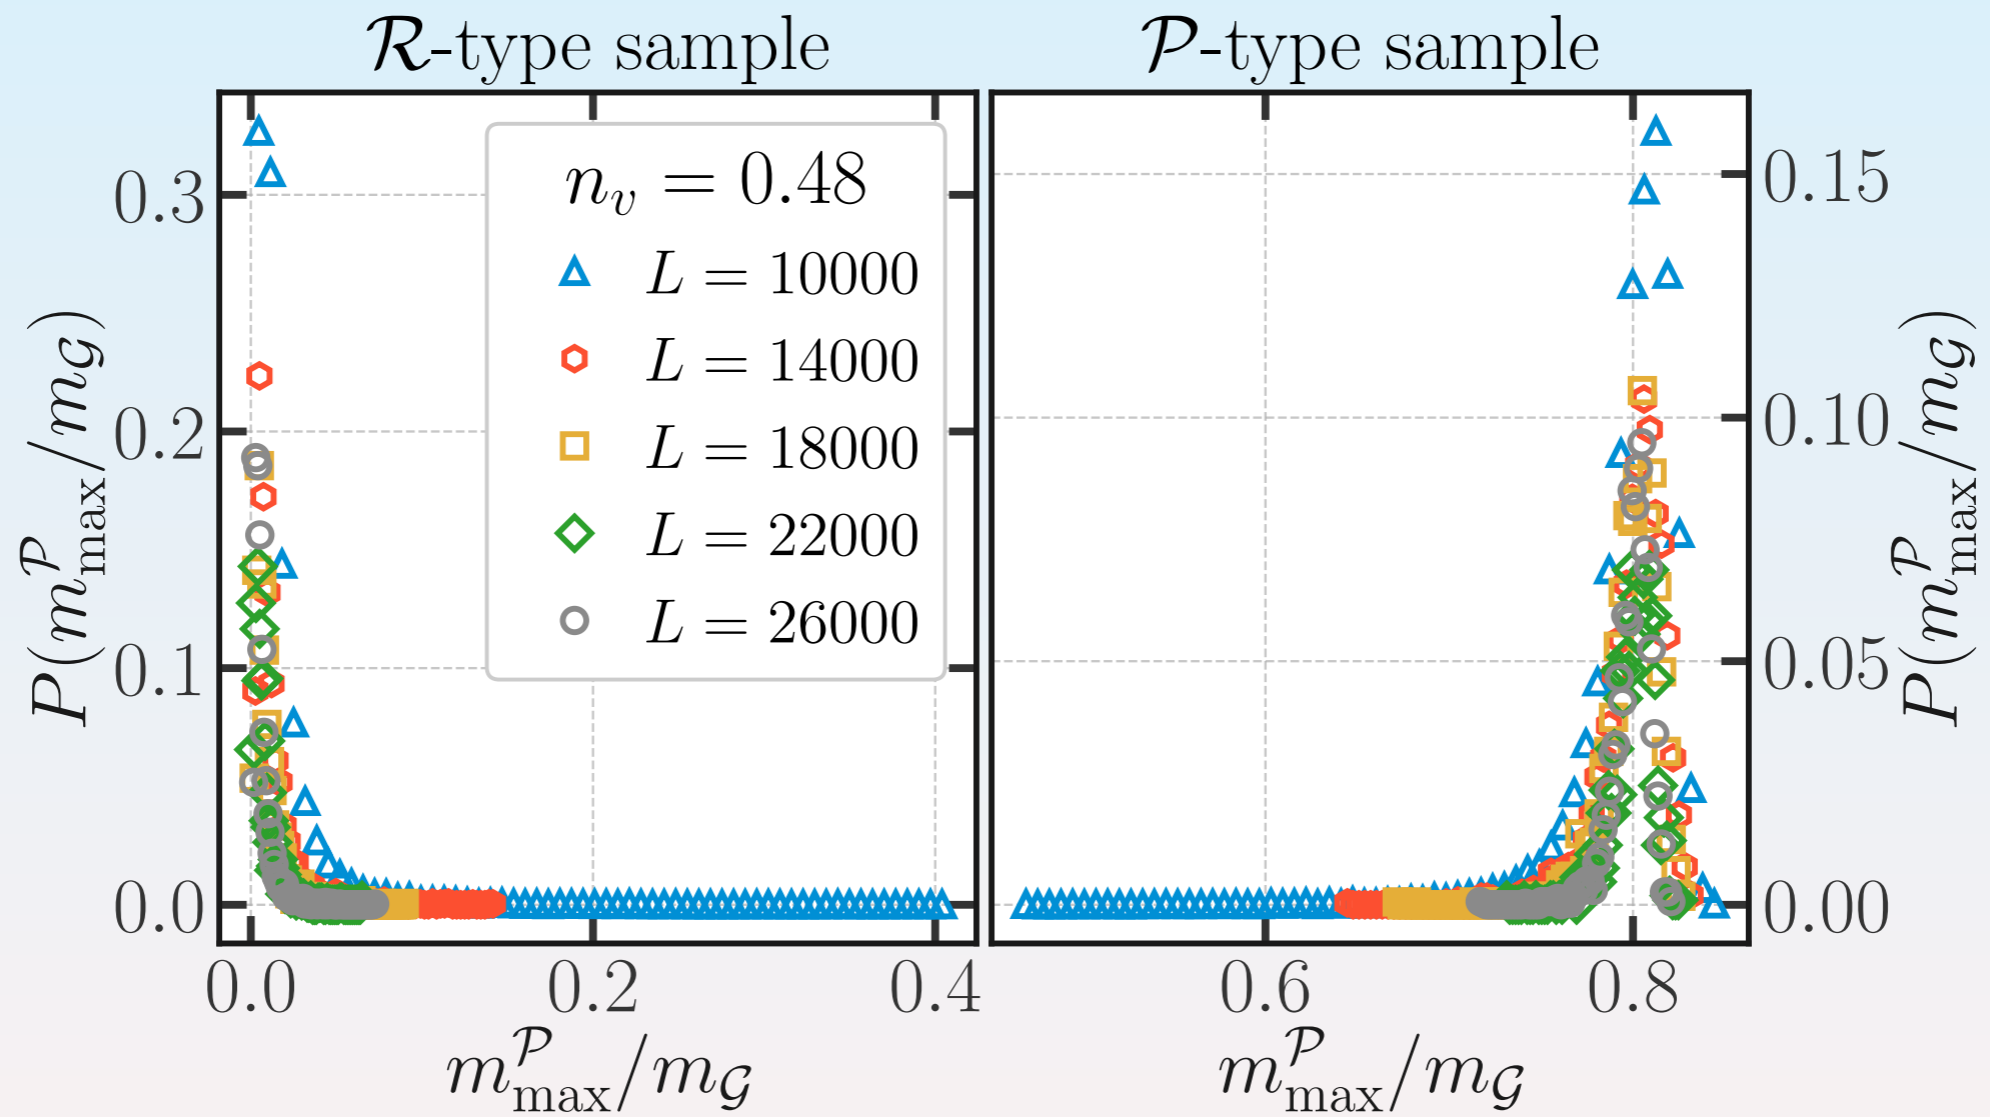 𝓡-type sample
𝓟-type sample
n_v = 0.48
L = 10000
L = 14000
L = 18000
L = 22000
L = 26000
P(m^𝓟_max/m_𝓖)
0.3
0.2
0.1
0.0
0.0 0.2 0.4
m^𝓟_max/m_𝓖
0.15
0.10
0.05
0.00
P(m^𝓟_max/m_𝓖)
0.6 0.8
m^𝓟_max/m_𝓖